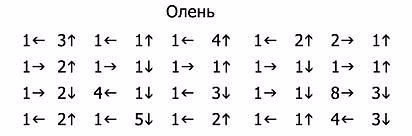 Олень
1← 3↑ 1← 1↑ 1← 4↑ 1← 2↑ 2→ 1↑
1→ 2↑ 1→ 1↓ 1→ 1↑ 1→ 1↓ 1→ 1↑
1→ 2↓ 4← 1↓ 1← 3↓ 1→ 1↓ 8→ 3↓
1← 2↑ 1← 5↓ 1← 2↑ 1← 1↑ 4← 3↓